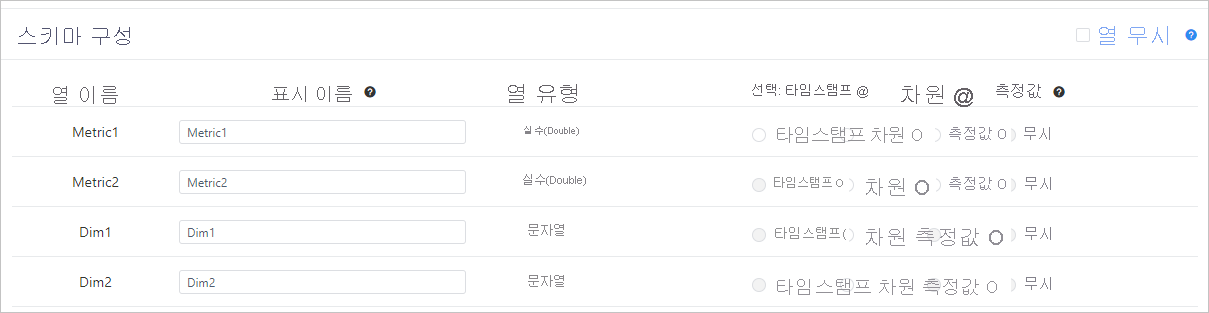 스키마 구성 열 무시
열 이름 표시 이름 열 유형 선택: 타임스탬프 @ 차원 @ 측정값
Metric1 Metric1 실수(Double) 타임스탬프 차원 O 측정값 O 무시
Metric2 Metric2 실수(Double) 타임스탬프 O 차원 O 측정값 O 무시
Dim1 Dim1 문자열 타임스탬프( 차원 측정값 O 무시
Dim2 Dim2 문자열 타임스탬프 차원 측정값 O 무시